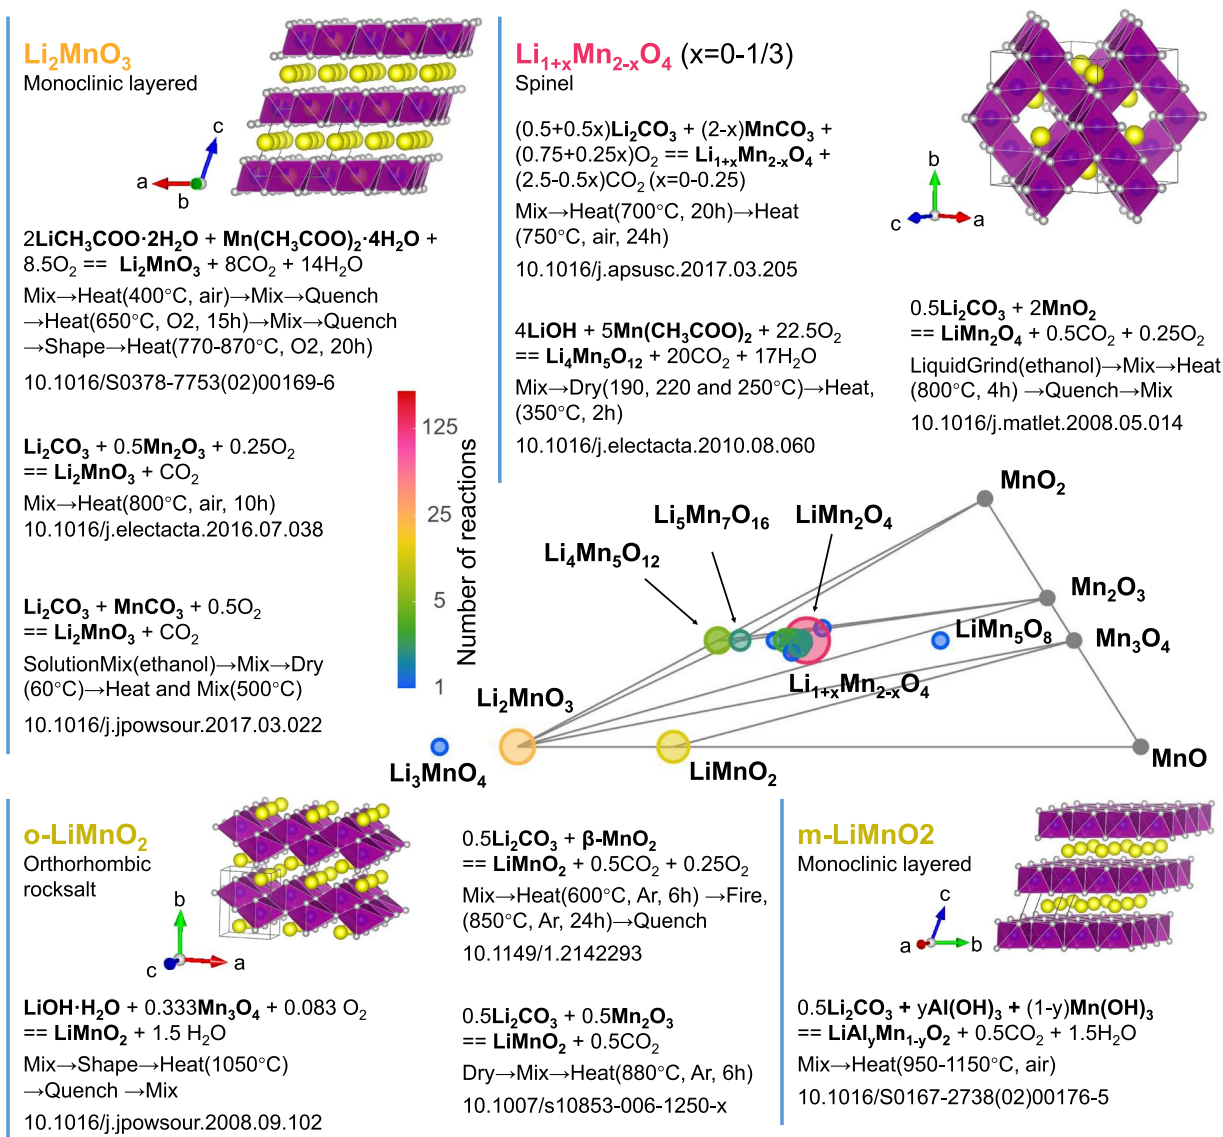 Li₂MnO₃
Monoclinic layered
c
a
b
2LiCH₃COO·2H₂O + Mn(CH₃COO)₂·4H₂O +
8.5O₂ == Li₂MnO₃ + 8CO₂ + 14H₂O
Mix→Heat(400°C, air)→Mix→Quench
→Heat(650°C, O2, 15h)→Mix→Quench
→Shape→Heat(770-870°C, O2, 20h)
10.1016/S0378-7753(02)00169-6
Li₂CO₃ + 0.5Mn₂O₃ + 0.25O₂
== Li₂MnO₃ + CO₂
Mix→Heat(800°C, air, 10h)
10.1016/j.electacta.2016.07.038
Li₂CO₃ + MnCO₃ + 0.5O₂
== Li₂MnO₃ + CO₂
SolutionMix(ethanol)→Mix→Dry
(60°C)→Heat and Mix(500°C)
10.1016/j.jpowsour.2017.03.022
Li₁₊ₓMn₂₋ₓO₄ (x=0-1/3)
Spinel
(0.5+0.5x)Li₂CO₃ + (2-x)MnCO₃ +
(0.75+0.25x)O₂ == Li₁₊ₓMn₂₋ₓO₄ +
(2.5-0.5x)CO₂ (x=0-0.25)
Mix→Heat(700°C, 20h)→Heat
(750°C, air, 24h)
10.1016/j.apsusc.2017.03.205
b
c
a
4LiOH + 5Mn(CH₃COO)₂ + 22.5O₂
== Li₄Mn₅O₁₂ + 20CO₂ + 17H₂O
Mix→Dry(190, 220 and 250°C)→Heat,
(350°C, 2h)
10.1016/j.electacta.2010.08.060
0.5Li₂CO₃ + 2MnO₂
== LiMn₂O₄ + 0.5CO₂ + 0.25O₂
LiquidGrind(ethanol)→Mix→Heat
(800°C, 4h) →Quench→Mix
10.1016/j.matlet.2008.05.014
125
25
5
1
Number of reactions
MnO₂
Li₅Mn₇O₁₆
LiMn₂O₄
Li₄Mn₅O₁₂
Mn₂O₃
LiMn₅O₈
Mn₃O₄
Li₁₊ₓMn₂₋ₓO₄
Li₂MnO₃
Li₃MnO₄
LiMnO₂
MnO
o-LiMnO₂
Orthorhombic
rocksalt
b
c
a
LiOH·H₂O + 0.333Mn₃O₄ + 0.083 O₂
== LiMnO₂ + 1.5 H₂O
Mix→Shape→Heat(1050°C)
→Quench →Mix
10.1016/j.jpowsour.2008.09.102
0.5Li₂CO₃ + β-MnO₂
== LiMnO₂ + 0.5CO₂ + 0.25O₂
Mix→Heat(600°C, Ar, 6h) →Fire,
(850°C, Ar, 24h)→Quench
10.1149/1.2142293
0.5Li₂CO₃ + 0.5Mn₂O₃
== LiMnO₂ + 0.5CO₂
Dry→Mix→Heat(880°C, Ar, 6h)
10.1007/s10853-006-1250-x
m-LiMnO2
Monoclinic layered
c
a
b
0.5Li₂CO₃ + yAl(OH)₃ + (1-y)Mn(OH)₃
== LiAlᵧMn₁₋ᵧO₂ + 0.5CO₂ + 1.5H₂O
Mix→Heat(950-1150°C, air)
10.1016/S0167-2738(02)00176-5